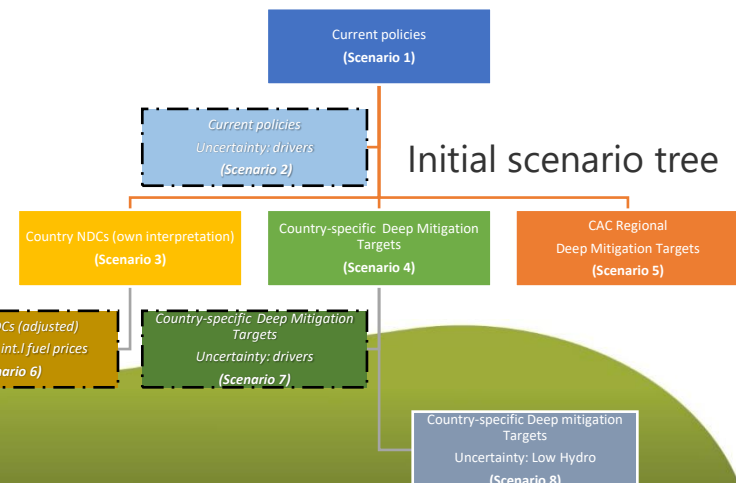 Current policies
(Scenario 1)
Current policies
Uncertainty: drivers
(Scenario 2)
Initial scenario tree
Country NDCs (own interpretation)
(Scenario 3)
Country-specific Deep Mitigation
Targets
(Scenario 4)
CAC Regional
Deep Mitigation Targets
(Scenario 5)
(adjusted)
int.l fuel prices
6)
Country-specific Deep Mitigation
Targets
Uncertainty: drivers
(Scenario 7)
Country-specific Deep mitigation
Targets
Uncertainty: Low Hydro
(Scenario 8)